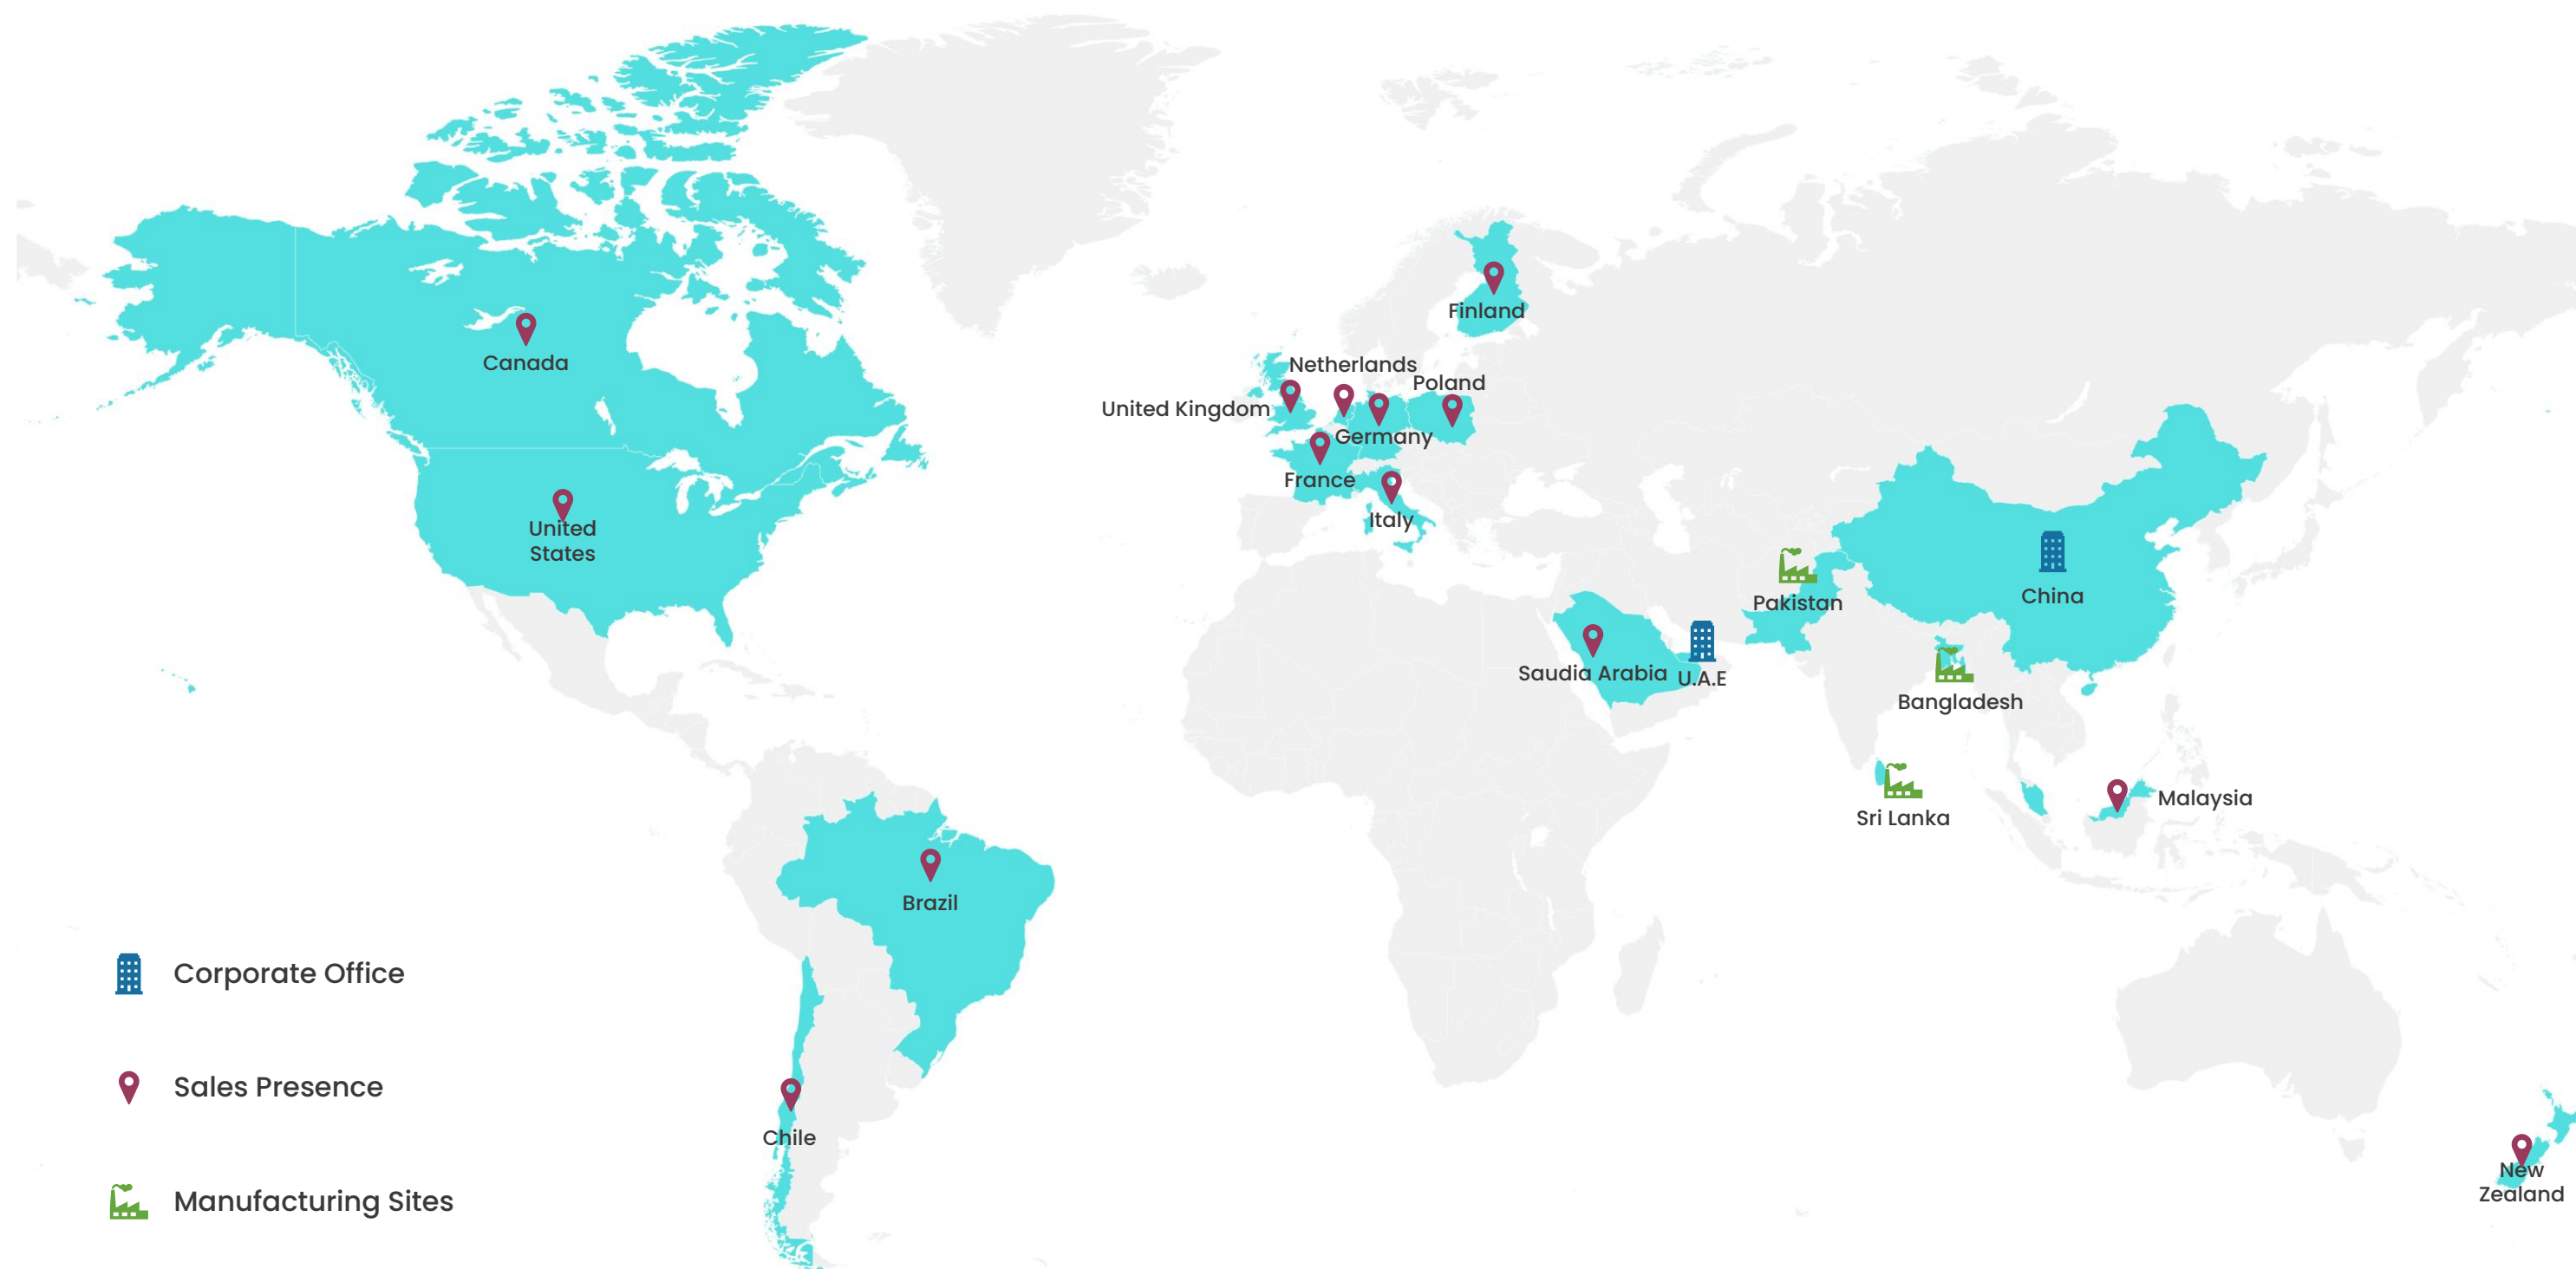 Canada
United
States
Finland
Netherlands
Poland
United Kingdom
Germany
France
Italy
Pakistan
China
Saudia Arabia
U.A.E
Bangladesh
Sri Lanka
Malaysia
Brazil
Chile
New
Zealand
Corporate Office
Sales Presence
Manufacturing Sites